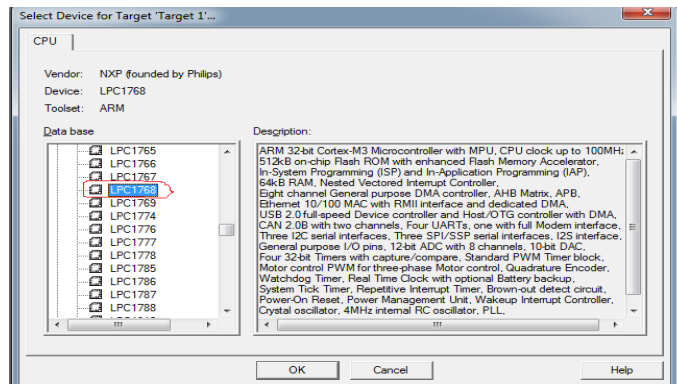 Select Device for Target 'Target 1'...
CPU
Vendor: NXP (founded by Philips)
Device: LPC1768
Toolset: ARM
Data base
LPC1765
LPC1766
LPC1767
LPC1768
LPC1769
LPC1774
LPC1776
LPC1777
LPC1778
LPC1785
LPC1786
LPC1787
LPC1788
Description:
ARM 32-bit Cortex-M3 Microcontroller with MPU, CPU clock up to 100MHz
512kB on-chip Flash ROM with enhanced Flash Memory Accelerator,
In-System Programming (ISP) and In-Application Programming (IAP),
64kB RAM, Nested Vectored Interrupt Controller,
Eight channel General purpose DMA controller, AHB Matrix, APB,
Ethernet 10/100 MAC with RMII interface and dedicated DMA,
USB 2.0 full-speed Device controller and Host/OTG controller with DMA,
CAN 2.0B with two channels, Four UARTs, one with full Modem interface,
Three I2C serial interfaces, Three SPI/SSP serial interfaces, I2S interface,
General purpose I/O pins, 12-bit ADC with 8 channels, 10-bit DAC,
Four 32-bit Timers with capture/compare, Standard PWM Timer block,
Motor control PWM for three-phase Motor control, Quadrature Encoder,
Watchdog Timer, Real Time Clock with optional Battery backup,
System Tick Timer, Repetitive Interrupt Timer, Brown-out detect circuit,
Power-On Reset, Power Management Unit, Wakeup Interrupt Controller,
Crystal oscillator, 4MHz internal RC oscillator, PLL,
OK
Cancel
Help